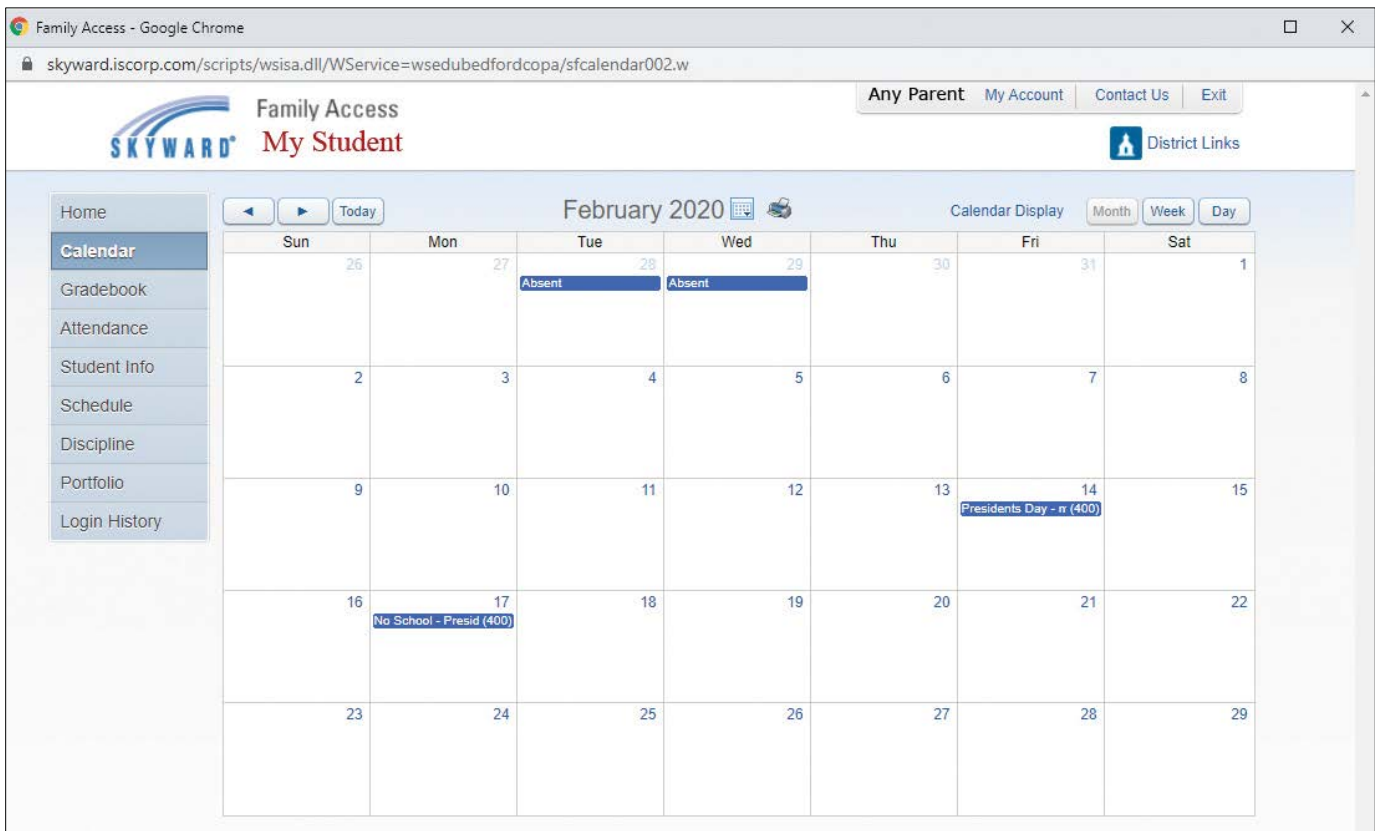 Family Access - Google Chrome
skyward.iscorp.com/scripts/wsisa.dll/WService=wsedubedfordcopa/sfcalendar002.w
Any Parent My Account Contact Us Exit
SKYWARD® Family Access
My Student
District Links
Home
Calendar
Gradebook
Attendance
Student Info
Schedule
Discipline
Portfolio
Login History
Today February 2020 Calendar Display Month Week Day
Sun Mon Tue Wed Thu Fri Sat
26 27 28 29 30 31 1
Absent Absent
2 3 4 5 6 7 8
9 10 11 12 13 14 15
Presidents Day - m (400)
16 17 18 19 20 21 22
No School - Presid (400)
23 24 25 26 27 28 29